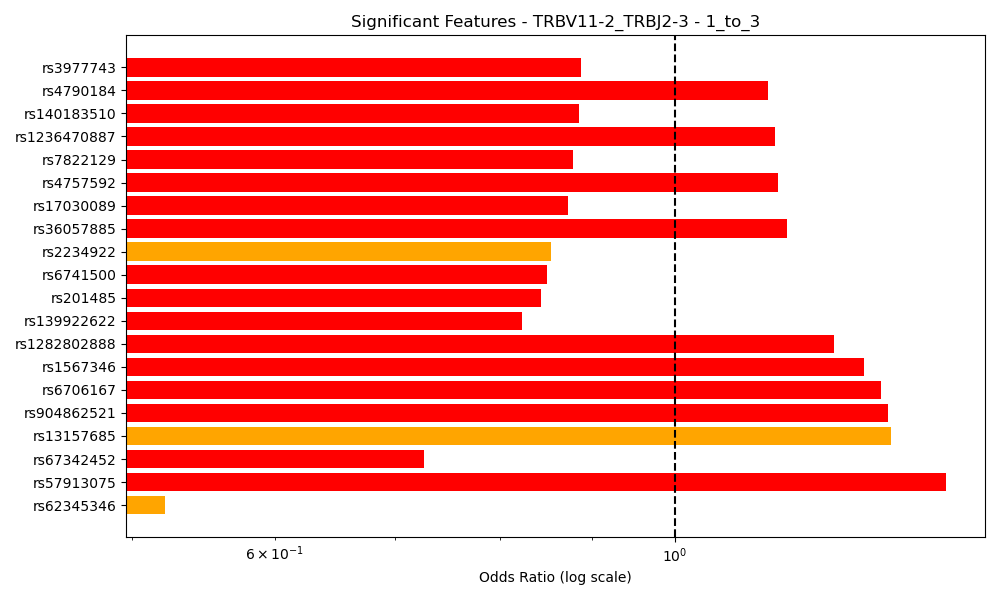 Significant Features - TRBV11-2_TRBJ2-3 - 1_to_3
rs3977743
rs4790184
rs140183510
rs1236470887
rs7822129
rs4757592
rs17030089
rs36057885
rs2234922
rs6741500
rs201485
rs139922622
rs1282802888
rs1567346
rs6706167
rs904862521
rs13157685
rs67342452
rs57913075
rs62345346
6 × 10⁻¹ 10⁰
Odds Ratio (log scale)